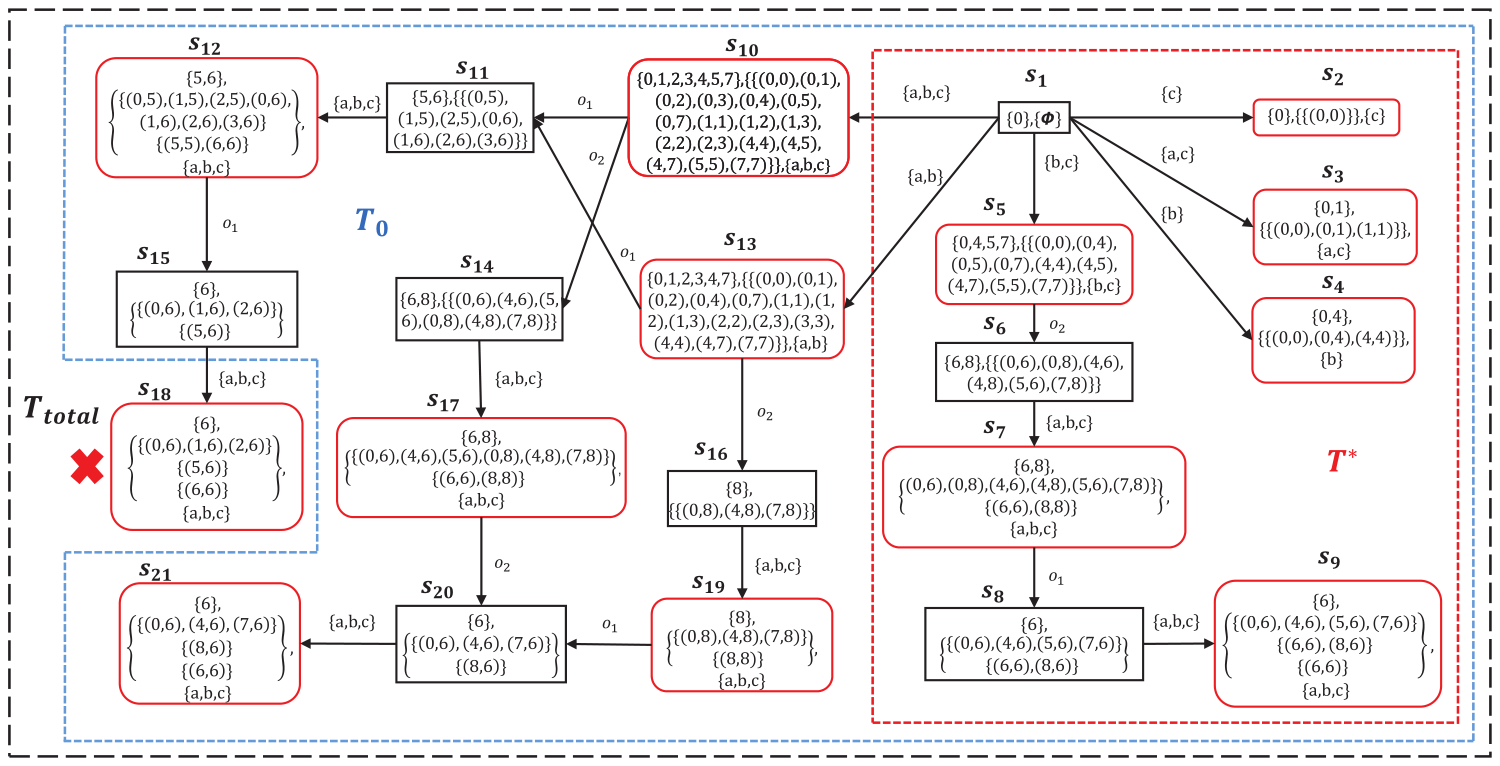 s12
{5,6},
{(0,5),(1,5),(2,5),(0,6),
(1,6),(2,6),(3,6)}
{(5,5),(6,6)}
,
{a,b,c}
o1
s15
{6},
{(0,6), (1,6), (2,6)}
{(5,6)}
{a,b,c}
s18
{6},
{(0,6),(1,6),(2,6)}
{(5,6)}
{(6,6)}
,
{a,b,c}
Ttotal
{a,b,c}
s11
{5,6},{{(0,5),
(1,5),(2,5),(0,6),
(1,6),(2,6),(3,6)}}
o1
o2
s10
{0,1,2,3,4,5,7},{{(0,0),(0,1),
(0,2),(0,3),(0,4),(0,5),
(0,7),(1,1),(1,2),(1,3),
(2,2),(2,3),(4,4),(4,5),
(4,7),(5,5),(7,7)}},{a,b,c}
{a,b,c}
{a,b}
s1
{0},{Φ}
{c}
s2
{0},{{(0,0)}},{c}
{a,c}
s3
{0,1},
{{(0,0),(0,1),(1,1)}},
{a,c}
{b}
s4
{0,4},
{{(0,0),(0,4),(4,4)}},
{b}
{b,c}
s5
{0,4,5,7},{{(0,0),(0,4),
(0,5),(0,7),(4,4),(4,5),
(4,7),(5,5),(7,7)}},{b,c}
o2
s6
{6,8},{{(0,6),(0,8),(4,6),
(4,8),(5,6),(7,8)}}
{a,b,c}
s7
{6,8},
{(0,6),(0,8),(4,6),(4,8),(5,6),(7,8)}
{(6,6),(8,8)}
,
{a,b,c}
T*
o1
s8
{6},
{(0,6),(4,6),(5,6),(7,6)}
{(6,6),(8,6)}
{a,b,c}
s9
{6},
{(0,6), (4,6), (5,6), (7,6)}
{(6,6), (8,6)}
{(6,6)}
,
{a,b,c}
T0
o1
s13
{0,1,2,3,4,7},{{(0,0),(0,1),
(0,2),(0,4),(0,7),(1,1),(1,
2),(1,3),(2,2),(2,3),(3,3),
(4,4),(4,7),(7,7)}},{a,b}
s14
{6,8},{{(0,6),(4,6),(5,
6),(0,8),(4,8),(7,8)}}
{a,b,c}
s17
{6,8},
{(0,6),(4,6),(5,6),(0,8),(4,8),(7,8)}
{(6,6),(8,8)}
,
{a,b,c}
o2
o2
s16
{8},
{{(0,8),(4,8),(7,8)}}
{a,b,c}
s19
{8},
{(0,8),(4,8),(7,8)}
{(8,8)}
,
{a,b,c}
o1
s20
{6},
{(0,6), (4,6), (7,6)}
{(8,6)}
{a,b,c}
s21
{6},
{(0,6), (4,6), (7,6)}
{(8,6)}
{(6,6)}
,
{a,b,c}